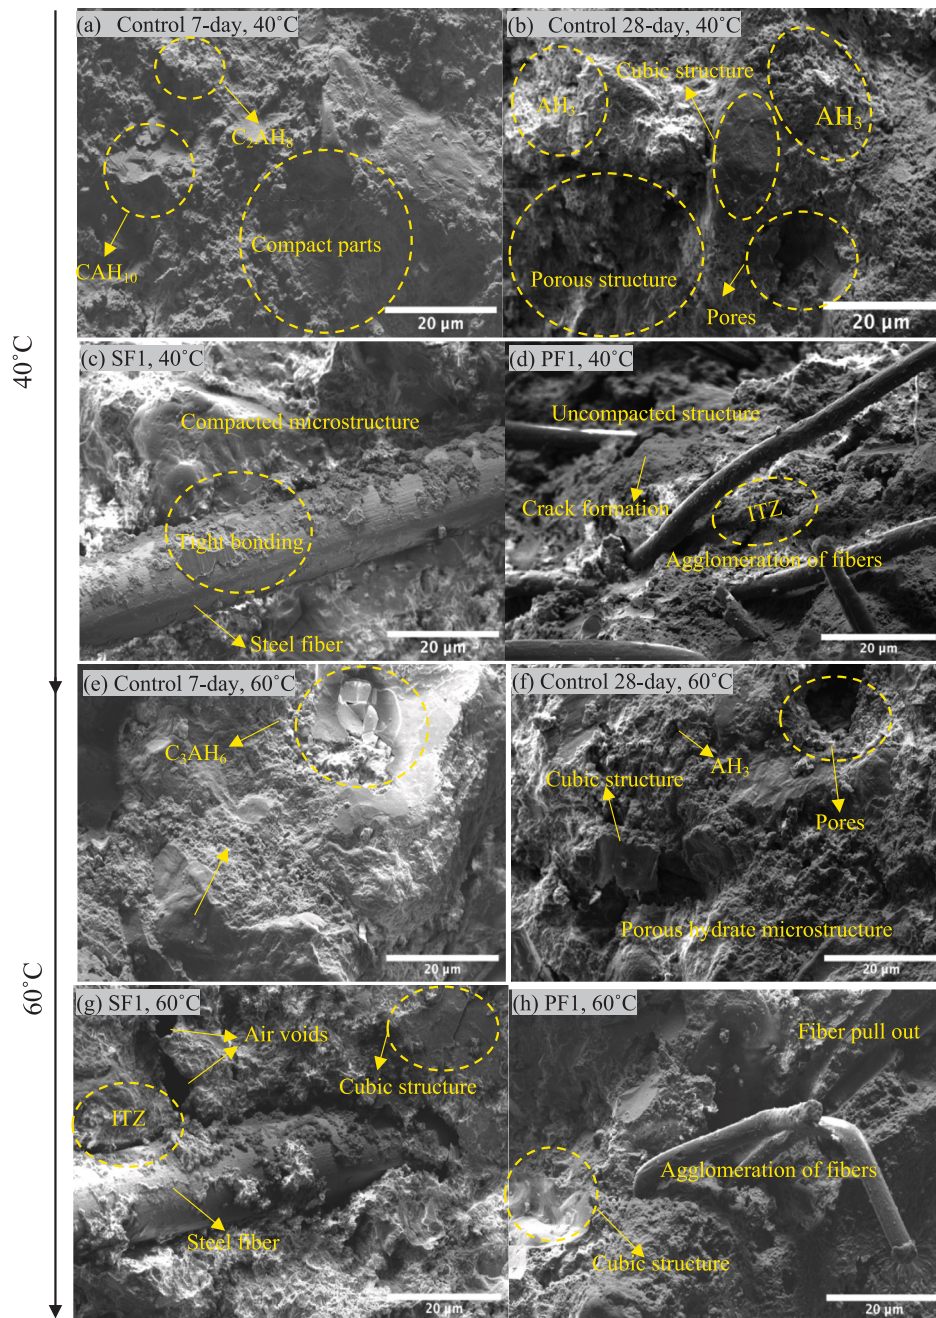 40˚C
60˚C
(a) Control 7-day, 40˚C
C₂AH₈
CAH₁₀
Compact parts
20 µm
(b) Control 28-day, 40˚C
Cubic structure
AH₃
AH₃
Porous structure
Pores
20 µm
(c) SF1, 40˚C
Compacted microstructure
Tight bonding
Steel fiber
20 µm
(d) PF1, 40˚C
Uncompacted structure
Crack formation
ITZ
Agglomeration of fibers
20 µm
(e) Control 7-day, 60˚C
C₃AH₆
20 µm
(f) Control 28-day, 60˚C
AH₃
Cubic structure
Pores
Porous hydrate microstructure
20 µm
(g) SF1, 60˚C
Air voids
Cubic structure
ITZ
Steel fiber
20 µm
(h) PF1, 60˚C
Fiber pull out
Agglomeration of fibers
Cubic structure
20 µm